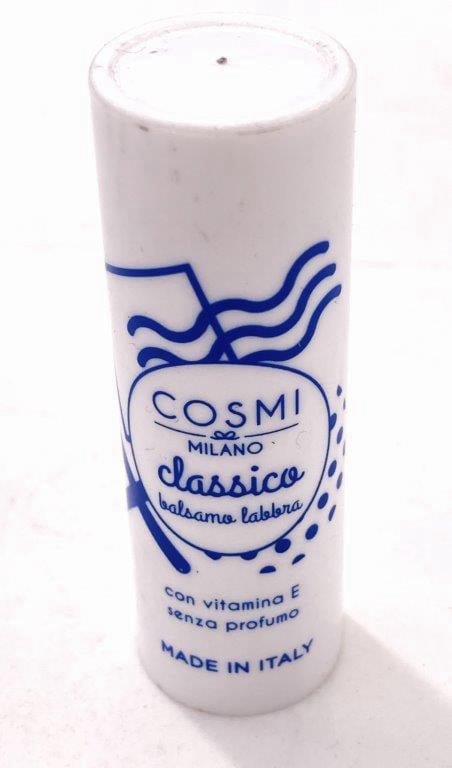 COSMI
MILANO
classico
balsamo labbra
con vitamina E
senza profumo
MADE IN ITALY